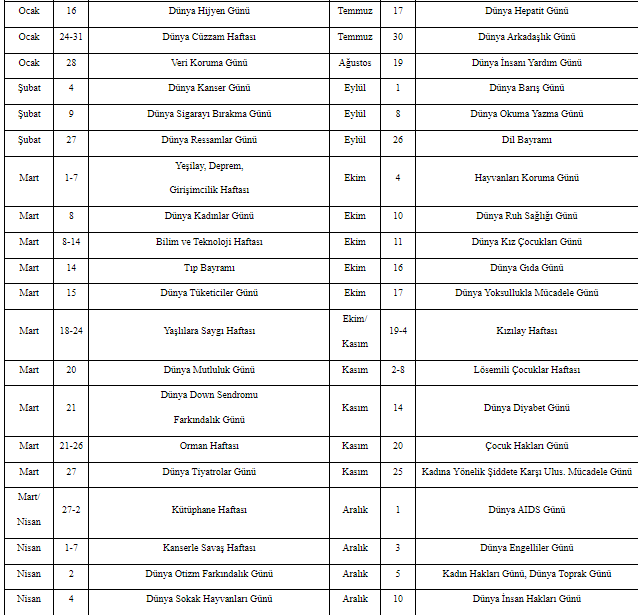 Ocak 16 Dünya Hijyen Günü Temmuz 17 Dünya Hepatit Günü
Ocak 24-31 Dünya Cüzzam Haftası Temmuz 30 Dünya Arkadaşlık Günü
Ocak 28 Veri Koruma Günü Ağustos 19 Dünya İnsani Yardım Günü
Şubat 4 Dünya Kanser Günü Eylül 1 Dünya Barış Günü
Şubat 9 Dünya Sigarayı Bırakma Günü Eylül 8 Dünya Okuma Yazma Günü
Şubat 27 Dünya Ressamlar Günü Eylül 26 Dil Bayramı
Mart 1-7 Yeşilay, Deprem,
Girişimcilik Haftası Ekim 4 Hayvanları Koruma Günü
Mart 8 Dünya Kadınlar Günü Ekim 10 Dünya Ruh Sağlığı Günü
Mart 8-14 Bilim ve Teknoloji Haftası Ekim 11 Dünya Kız Çocukları Günü
Mart 14 Tıp Bayramı Ekim 16 Dünya Gıda Günü
Mart 15 Dünya Tüketiciler Günü Ekim 17 Dünya Yoksullukla Mücadele Günü
Mart 18-24 Yaşlılara Saygı Haftası Ekim/
Kasım 19-4 Kızılay Haftası
Mart 20 Dünya Mutluluk Günü Kasım 2-8 Lösemili Çocuklar Haftası
Mart 21 Dünya Down Sendromu
Farkındalık Günü Kasım 14 Dünya Diyabet Günü
Mart 21-26 Orman Haftası Kasım 20 Çocuk Hakları Günü
Mart 27 Dünya Tiyatrolar Günü Kasım 25 Kadına Yönelik Şiddete Karşı Ulus. Mücadele Günü
Mart/
Nisan 27-2 Kütüphane Haftası Aralık 1 Dünya AIDS Günü
Nisan 1-7 Kanserle Savaş Haftası Aralık 3 Dünya Engelliler Günü
Nisan 2 Dünya Otizm Farkındalık Günü Aralık 5 Kadın Hakları Günü, Dünya Toprak Günü
Nisan 4 Dünya Sokak Hayvanları Günü Aralık 10 Dünya İnsan Hakları Günü